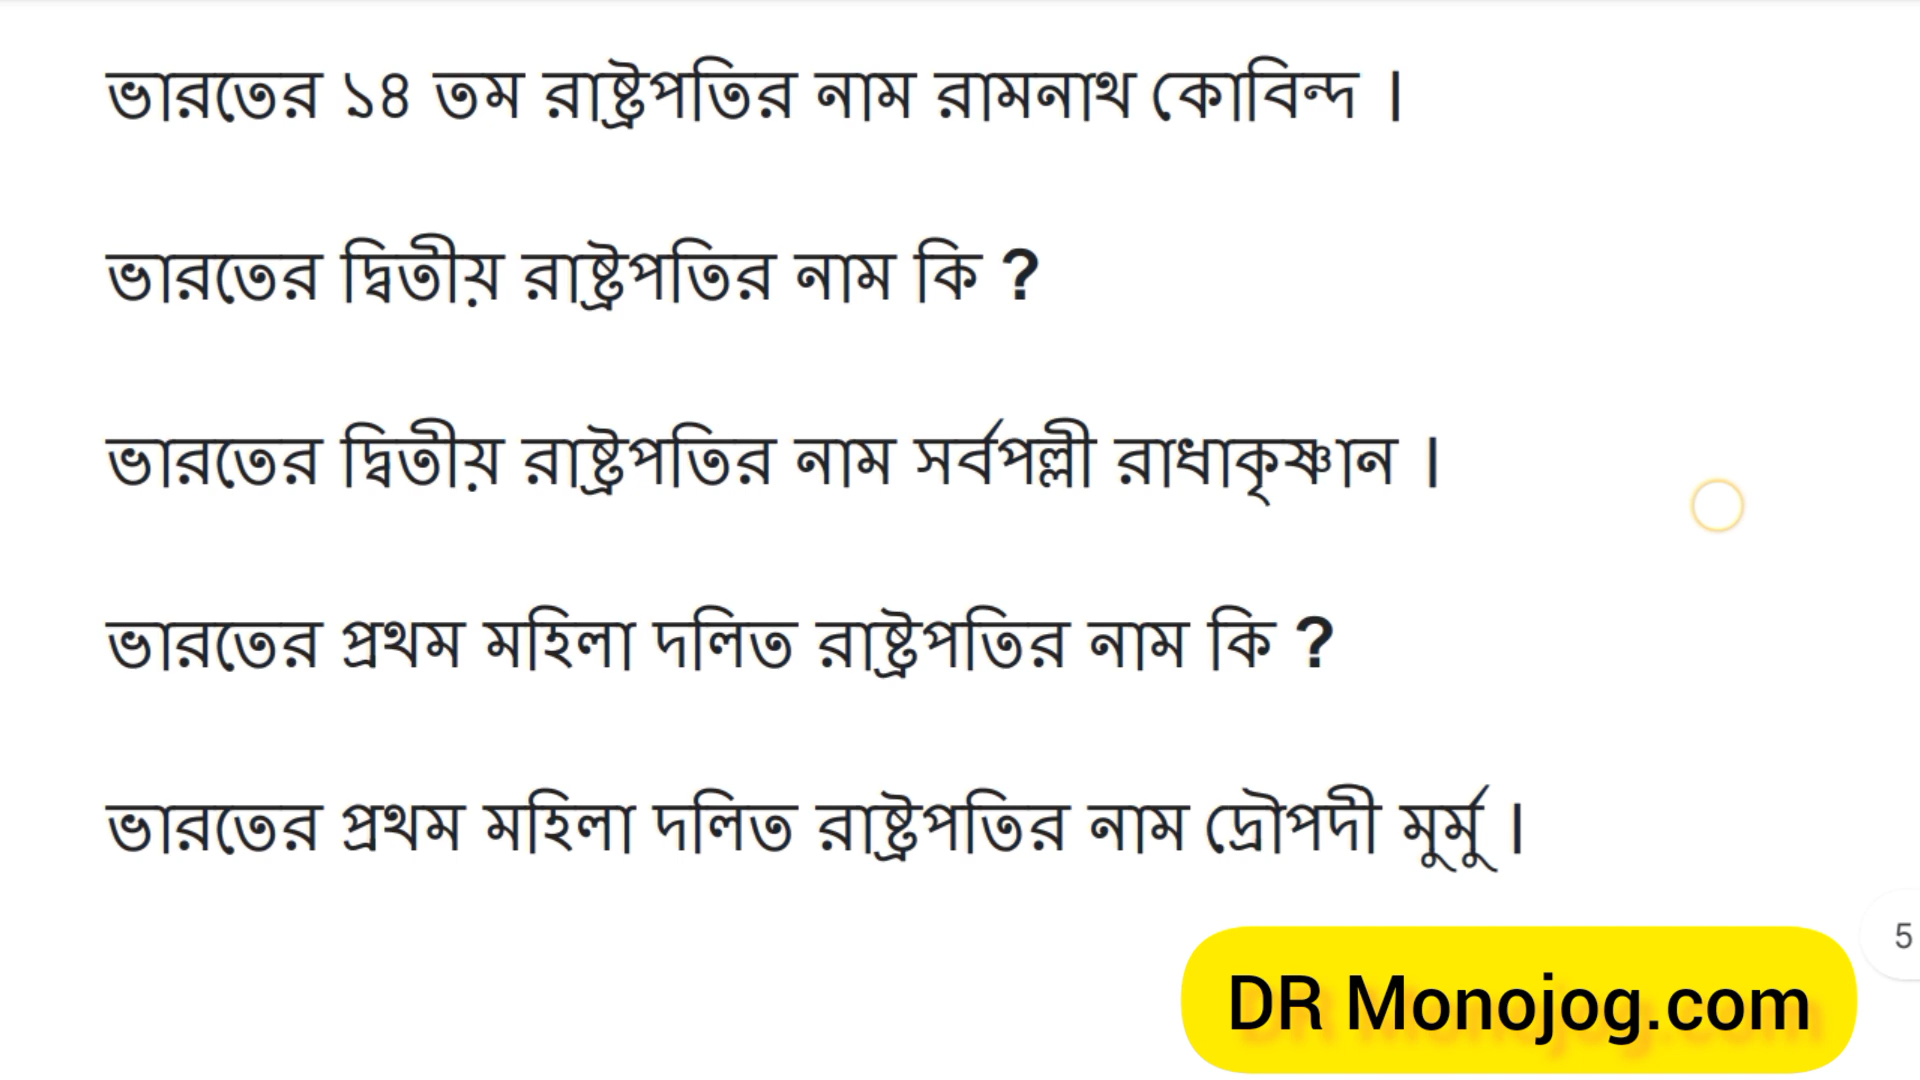 ভারতের ১৪ তম রাষ্ট্রপতির নাম রামনাথ কোবিন্দ ।
ভারতের দ্বিতীয় রাষ্ট্রপতির নাম কি ?
ভারতের দ্বিতীয় রাষ্ট্রপতির নাম সর্বপল্লী রাধাকৃষ্ণান ।
ভারতের প্রথম মহিলা দলিত রাষ্ট্রপতির নাম কি ?
ভারতের প্রথম মহিলা দলিত রাষ্ট্রপতির নাম দ্রৌপদী মুর্মু ।
5
DR Monojog.com